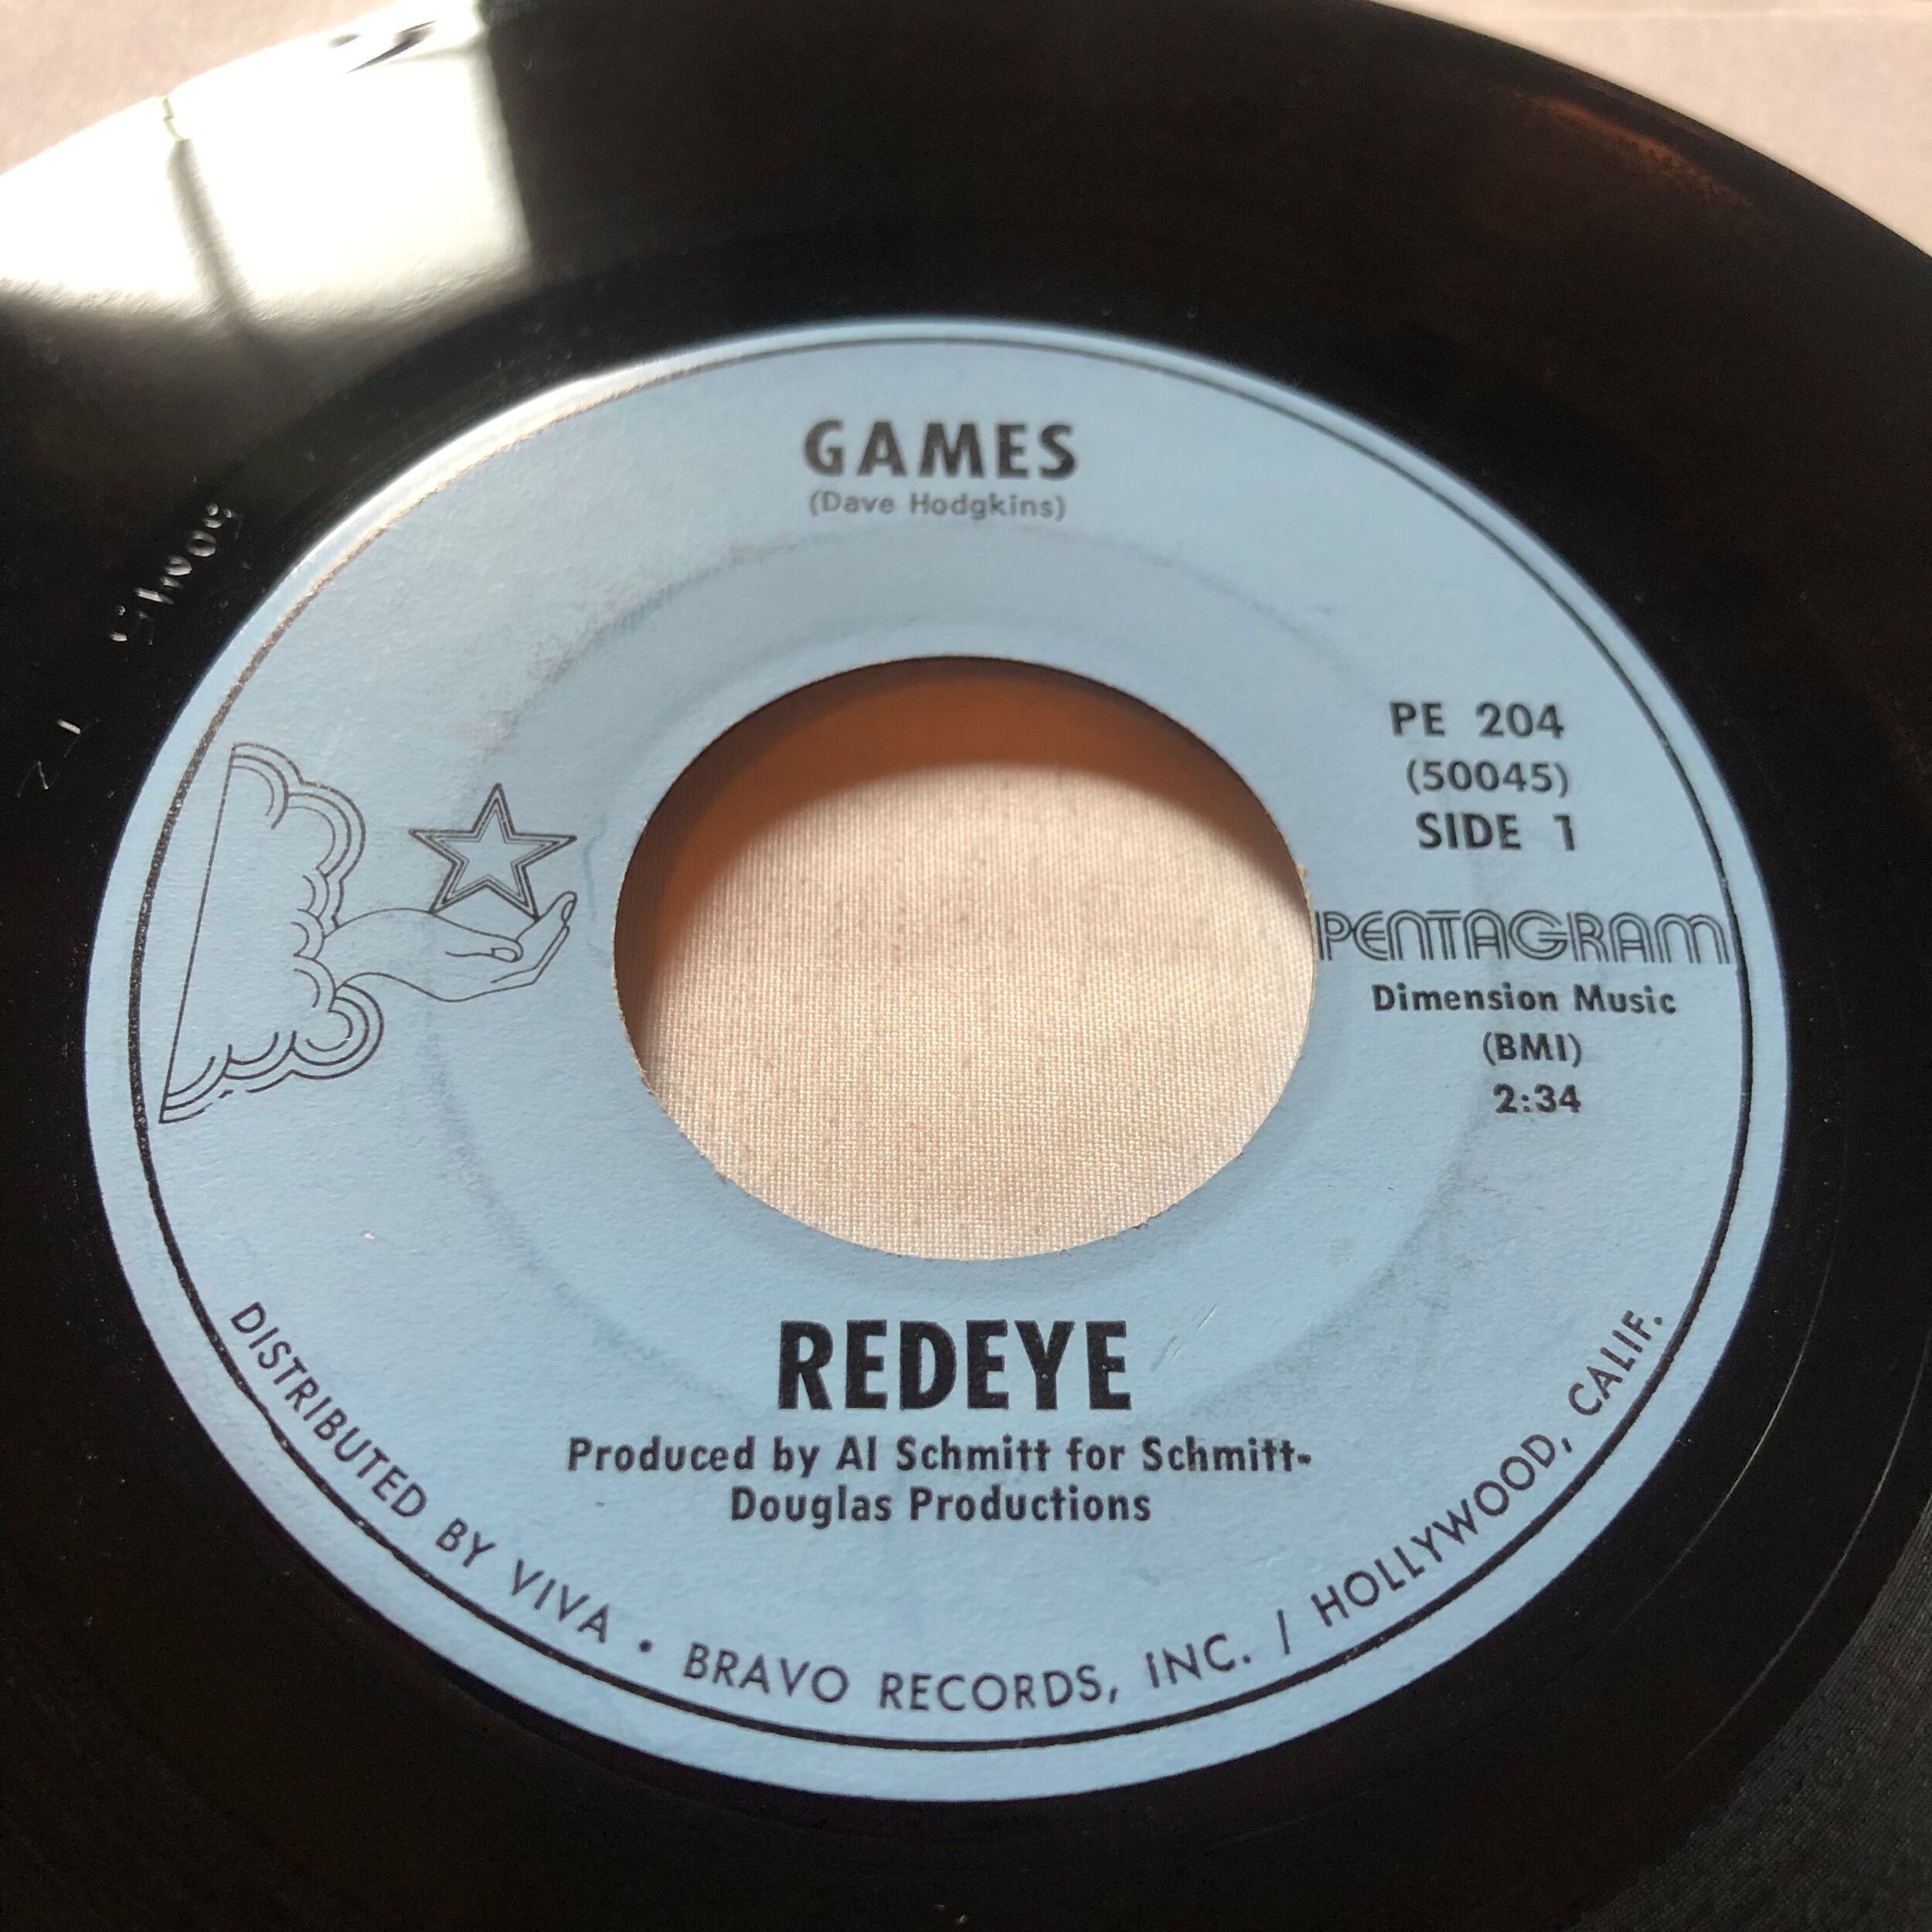 GAMES
(Dave Hodgkins)
PE 204
(50045)
SIDE 1
PENTAGRAM
Dimension Music
(BMI)
2:34
REDEYE
Produced by Al Schmitt for Schmitt-
Douglas Productions
DISTRIBUTED BY VIVA • BRAVO RECORDS, INC. / HOLLYWOOD, CALIF.